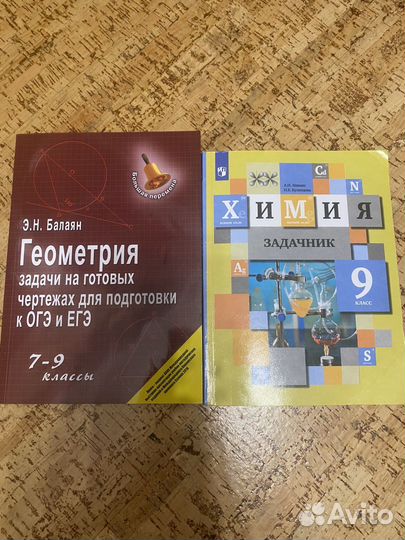 Большая перемена
Э.Н. Балаян
Геометрия
задачи на готовых
чертежах для подготовки
к ОГЭ и ЕГЭ
7-9
классы
Cd
N
ХИМИЯ
ЗАДАЧНИК
9
КЛАСС
S
Avito